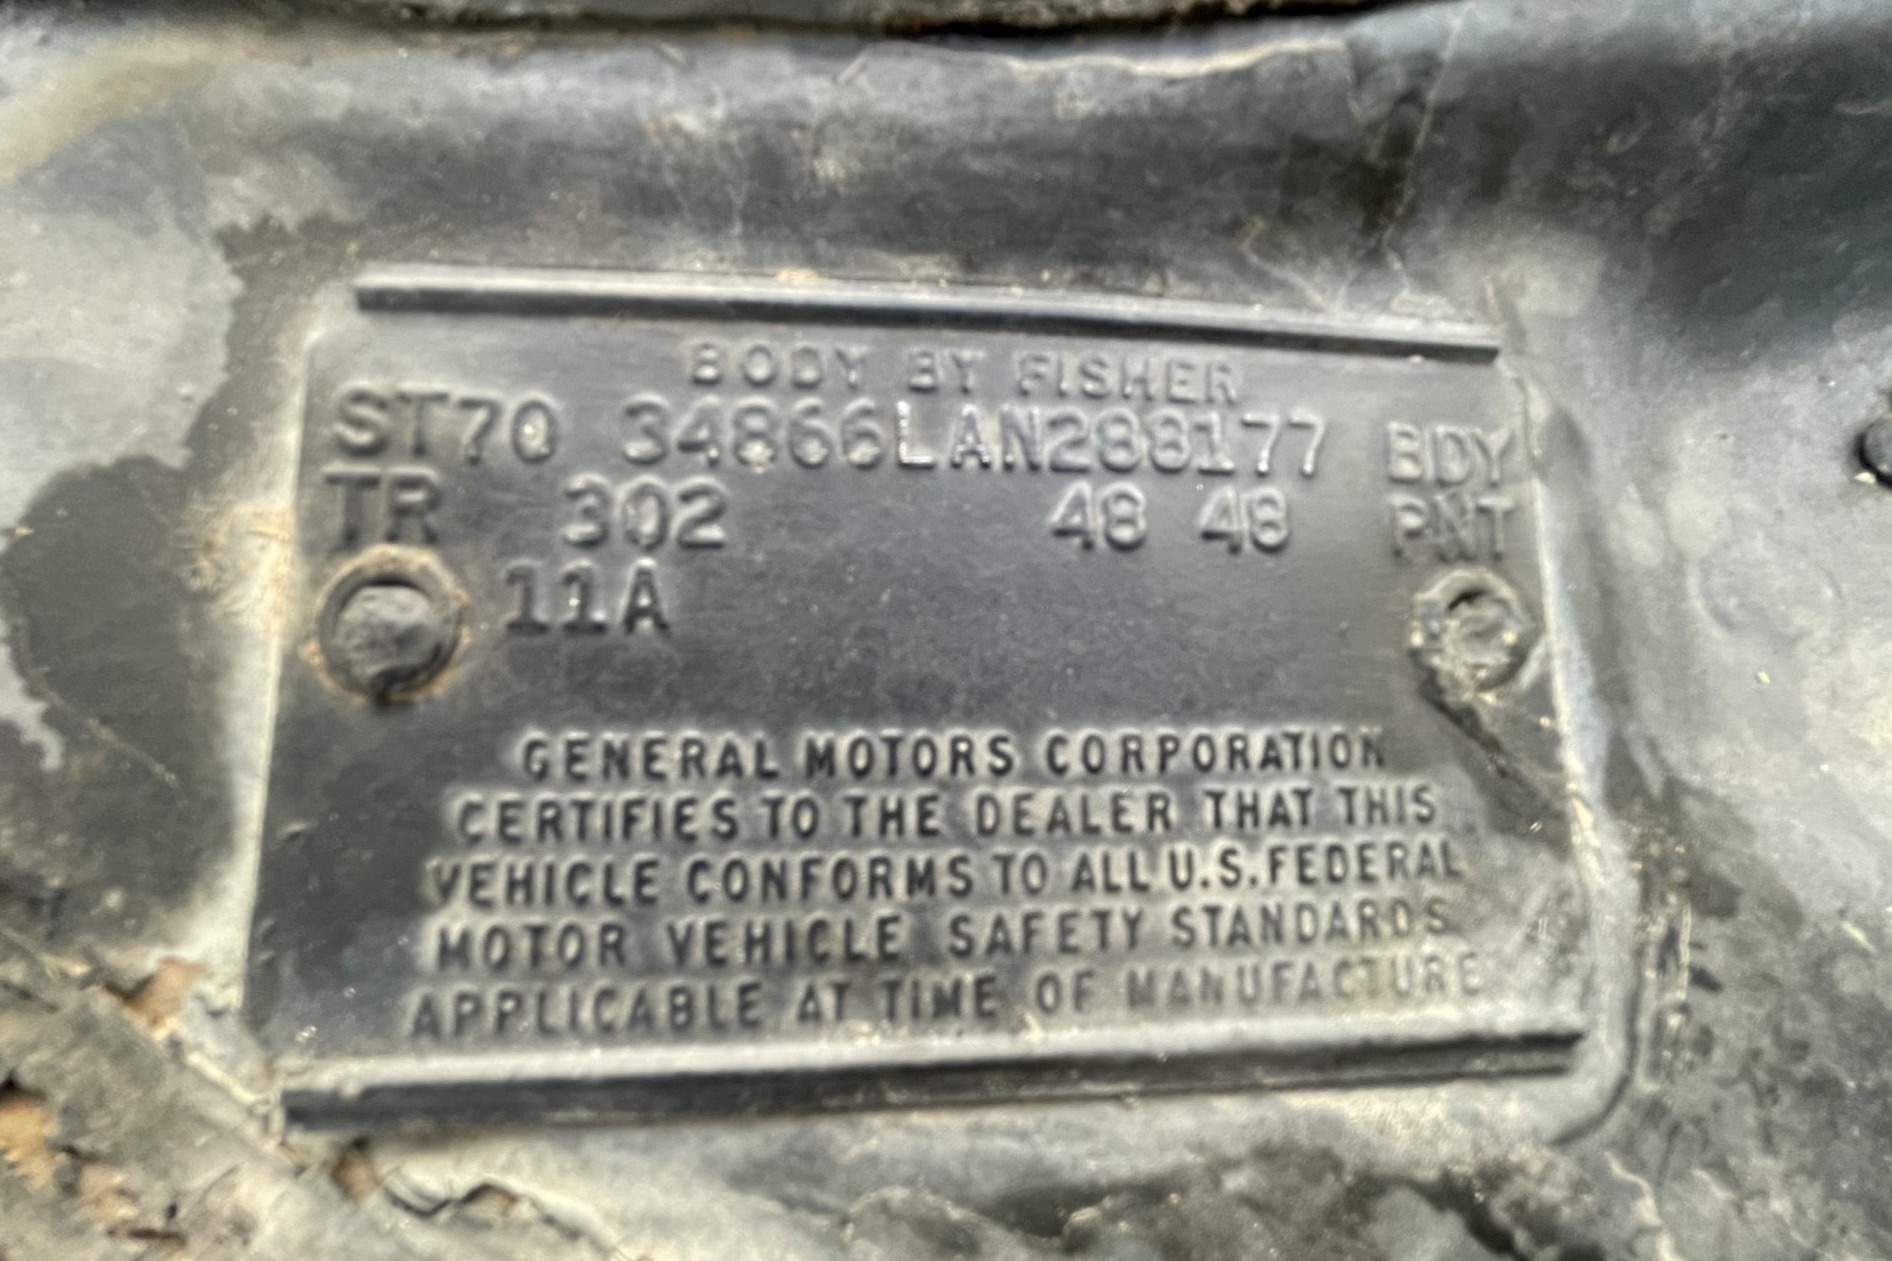 BODY BY FISHER
ST70 34866LAN288177 BDY
TR 302 48 48 PNT
11A
GENERAL MOTORS CORPORATION
CERTIFIES TO THE DEALER THAT THIS
VEHICLE CONFORMS TO ALL U.S. FEDERAL
MOTOR VEHICLE SAFETY STANDARDS
APPLICABLE AT TIME OF MANUFACTURE